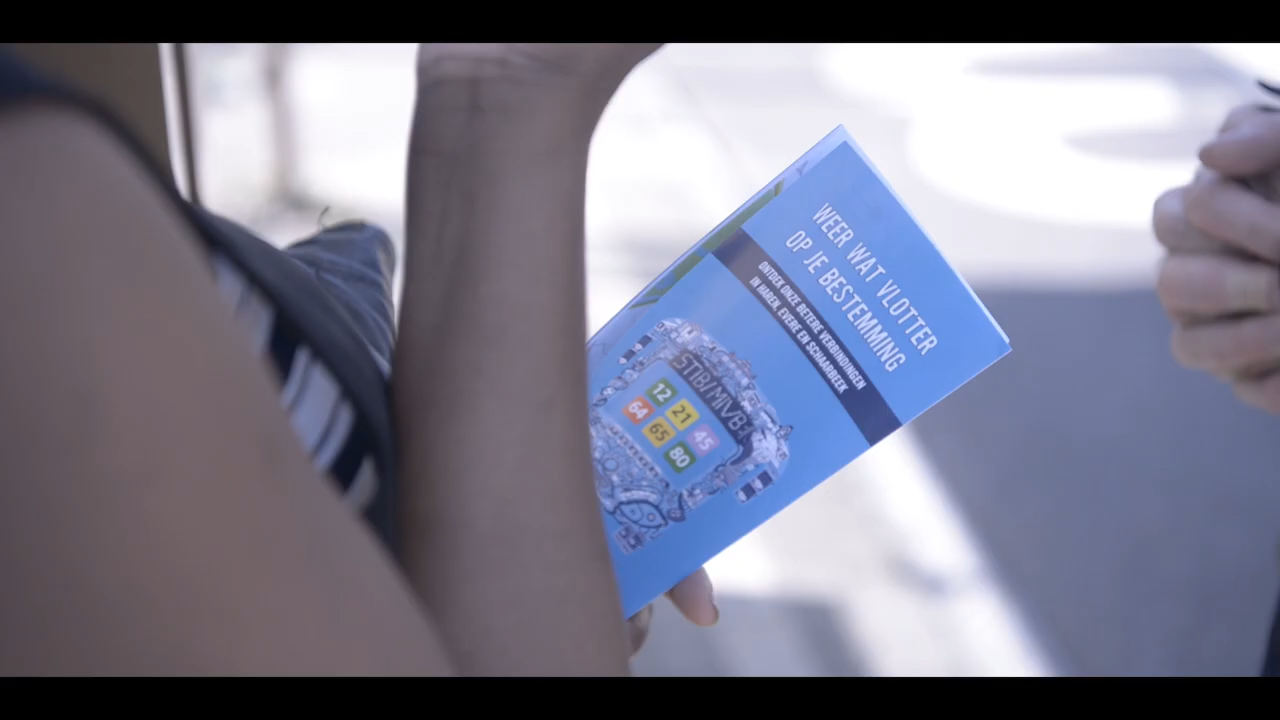 WEER WAT VLOTTER
OP JE BESTEMMING
ONTDEK ONZE BETERE VERBINDINGEN
IN HAREN, EVERE EN SCHAARBEEK
STIB/MIVB
12 21 45
64 65 80